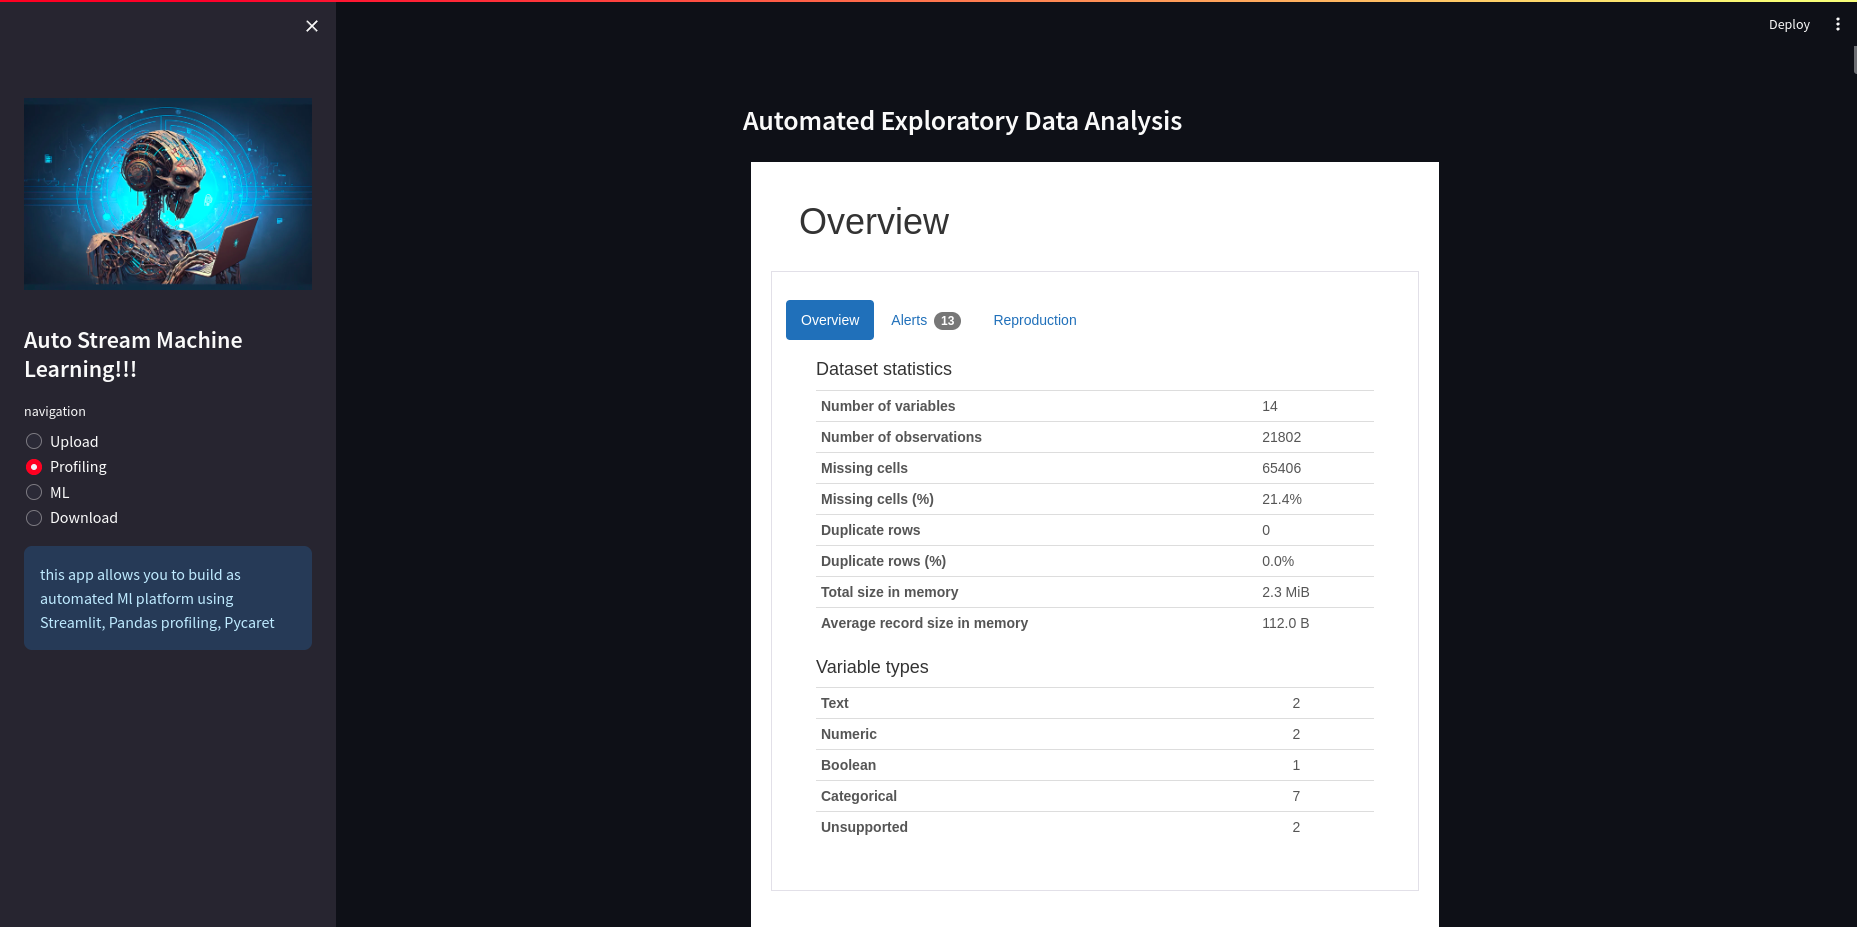 Deploy
Auto Stream Machine
Learning!!!
navigation
Upload
Profiling
ML
Download
this app allows you to build as
automated Ml platform using
Streamlit, Pandas profiling, Pycaret
Automated Exploratory Data Analysis
Overview
Overview Alerts 13 Reproduction
Dataset statistics
Number of variables 14
Number of observations 21802
Missing cells 65406
Missing cells (%) 21.4%
Duplicate rows 0
Duplicate rows (%) 0.0%
Total size in memory 2.3 MiB
Average record size in memory 112.0 B
Variable types
Text 2
Numeric 2
Boolean 1
Categorical 7
Unsupported 2